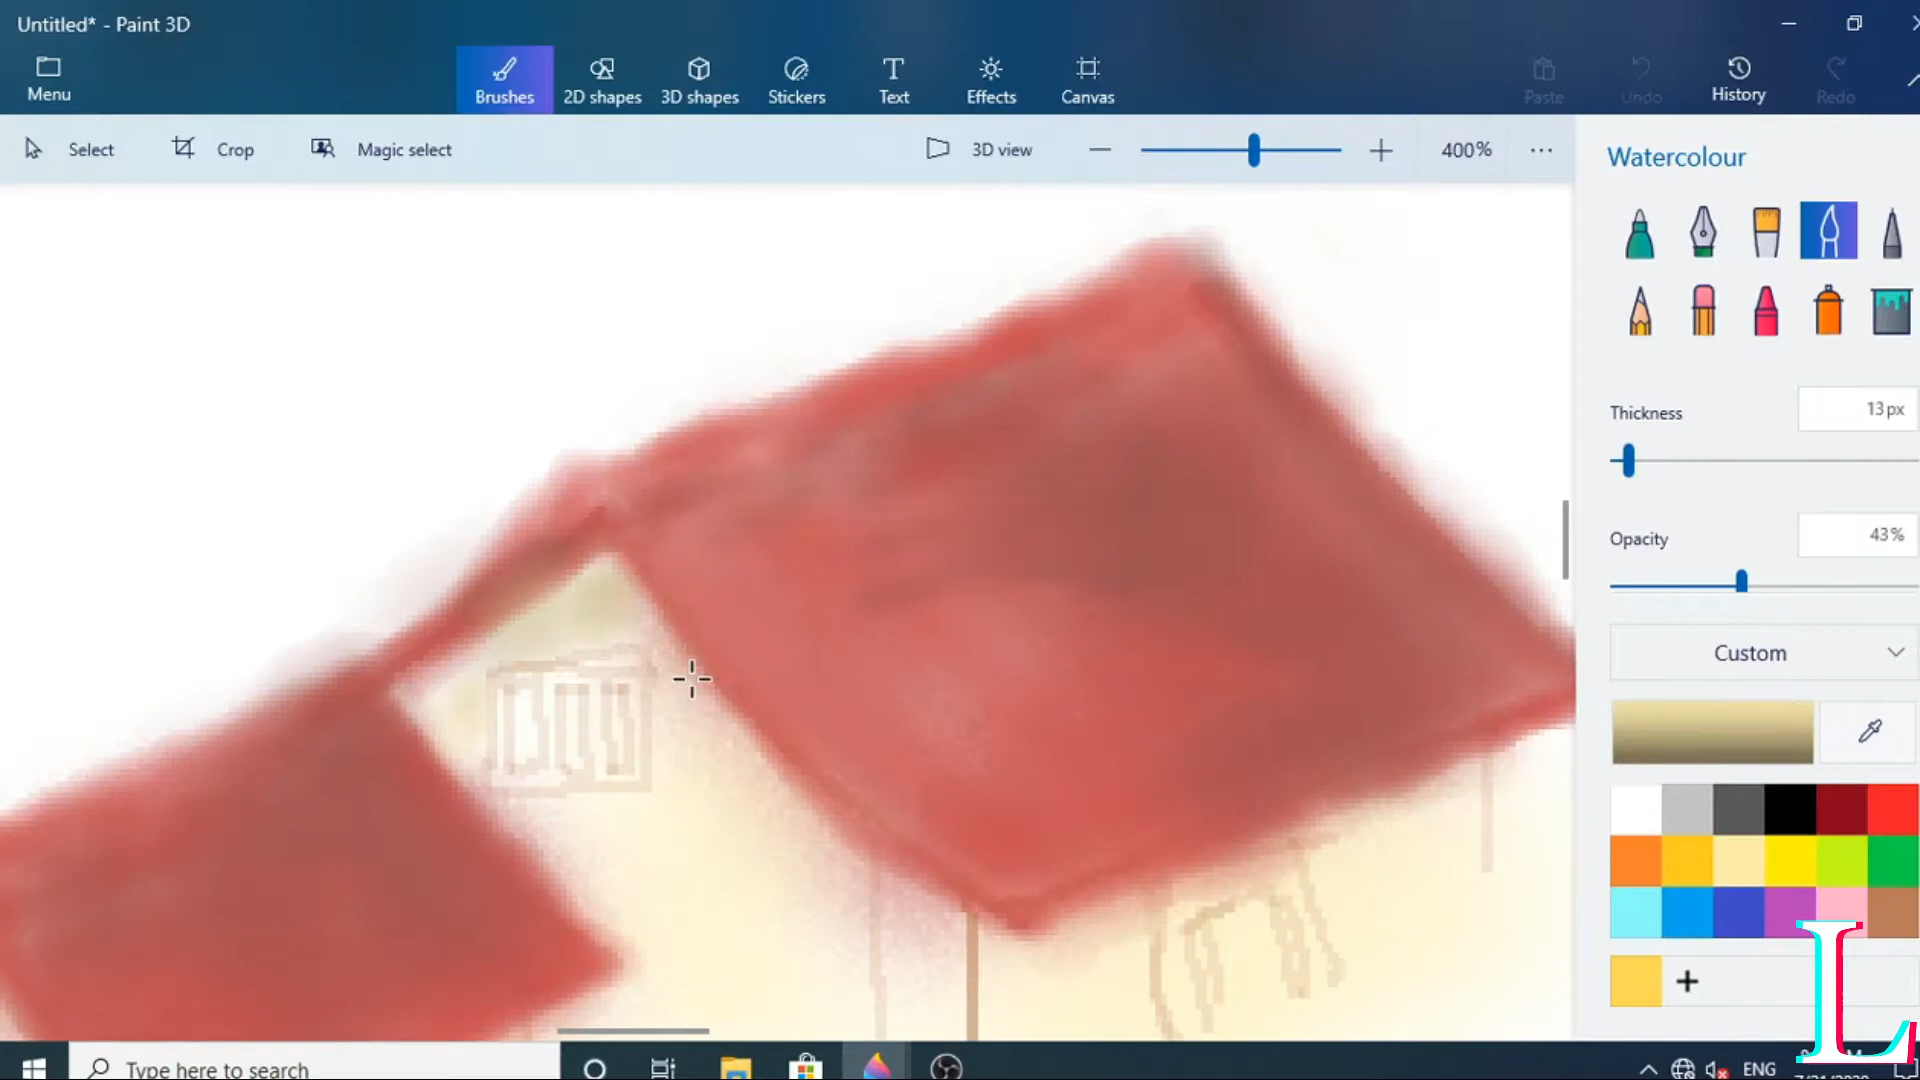 Untitled* - Paint 3D
Menu
Brushes
2D shapes
3D shapes
Stickers
Text
Effects
Canvas
Paste
Undo
History
Redo
Select
Crop
Magic select
3D view
400%
Watercolour
Thickness
13px
Opacity
43%
Custom
L
Type here to search
ENG